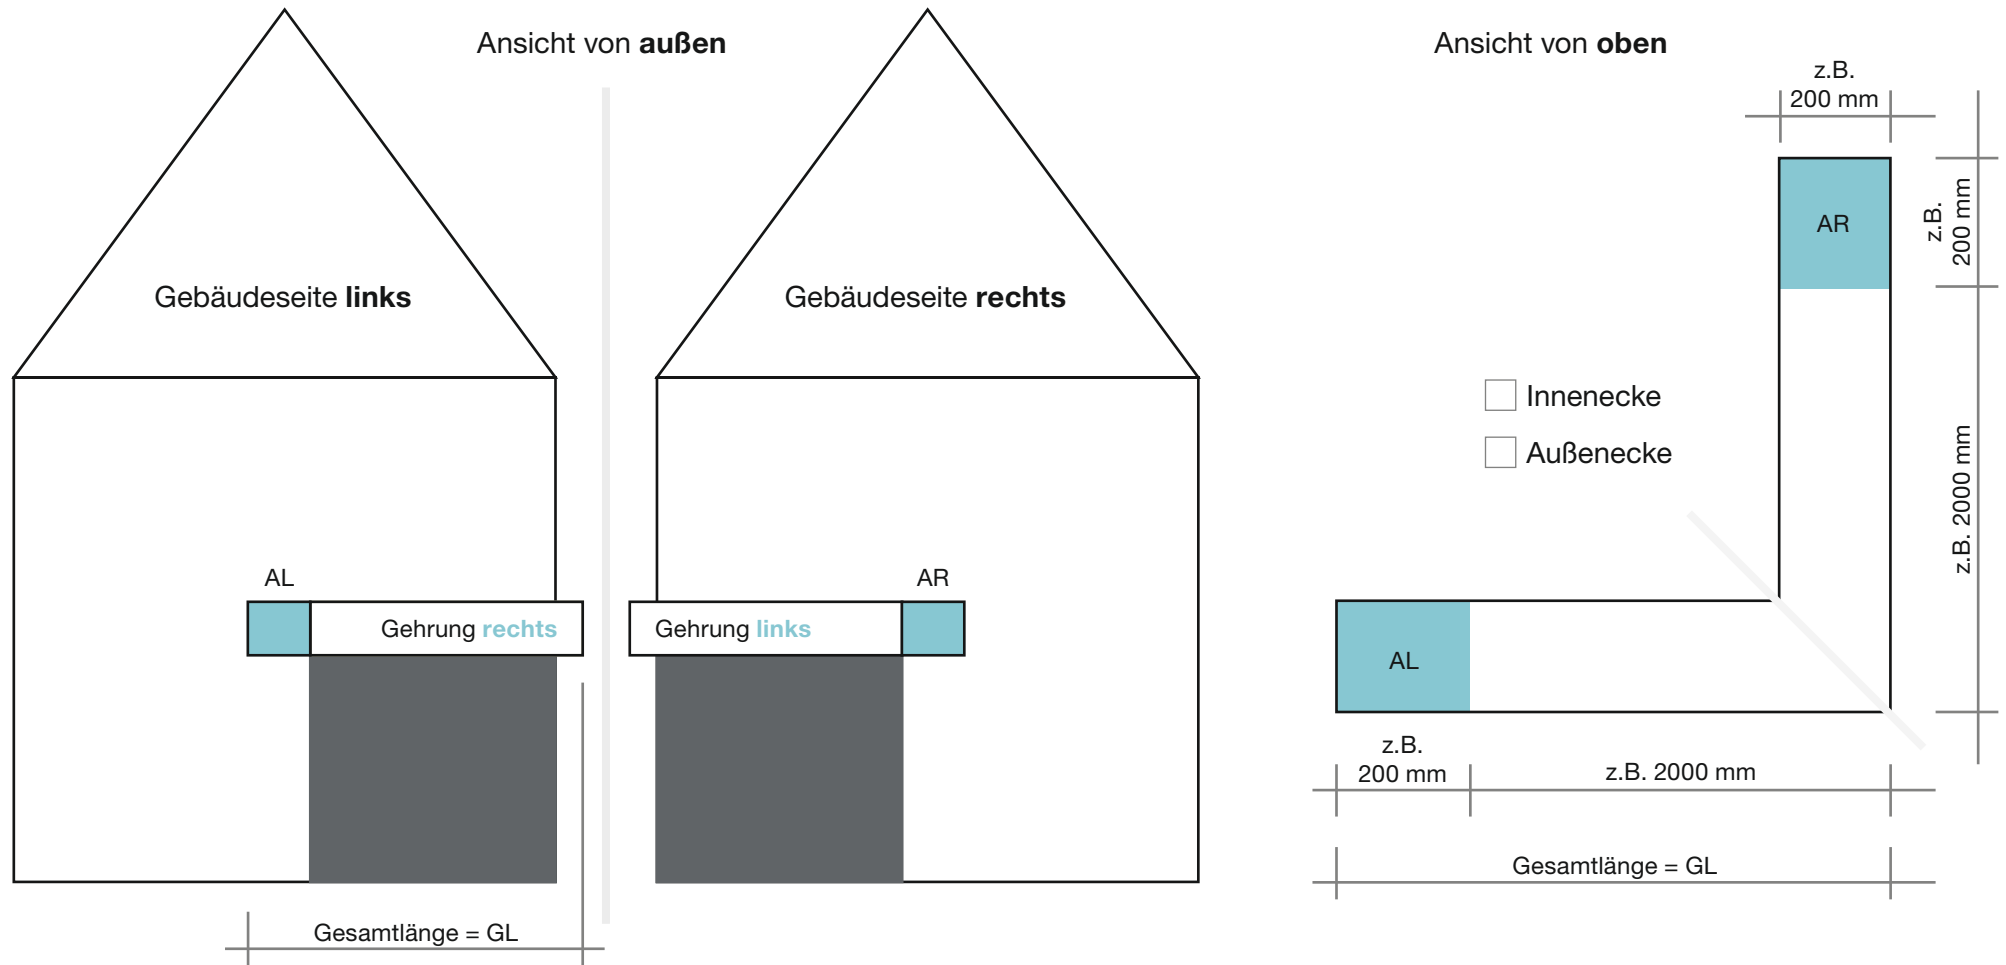 Ansicht von außen
Gebäudeseite links
Gebäudeseite rechts
AL
Gehrung rechts
Gehrung links
AR
Gesamtlänge = GL
Ansicht von oben
z.B.
200 mm
AR
z.B.
200 mm
Innenecke
Außenecke
z.B. 2000 mm
AL
z.B.
200 mm
z.B. 2000 mm
Gesamtlänge = GL